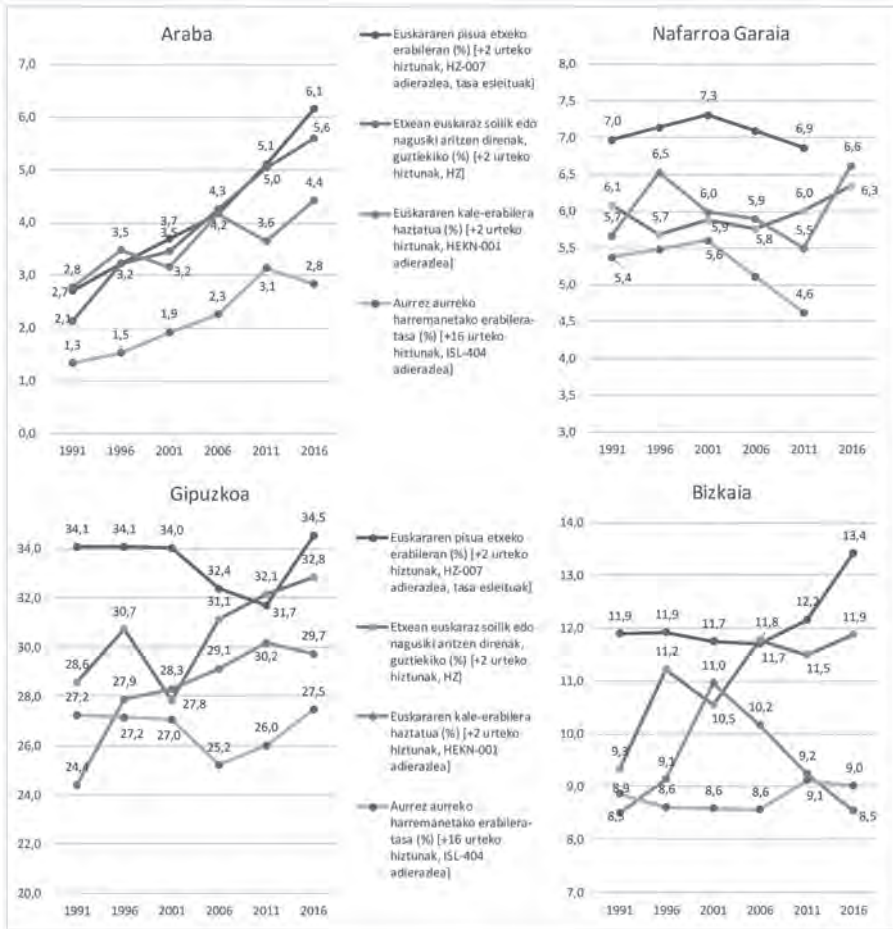 Araba
7,0
6,0
5,0
4,0
3,0
2,0
1,0
0,0
2,8
2,7
2,1
1,3
3,5
3,2
1,5
3,7
3,5
3,2
1,9
4,3
4,2
2,3
5,1
5,0
3,6
3,1
6,1
5,6
4,4
2,8
1991 1996 2001 2006 2011 2016
Euskararen pisua etxeko
erabileran (%) [+2 urteko
hiztunak, HZ-007
adierazlea, tasa esleituak]
Etxean euskaraz soilik edo
nagusiki aritzen direnak,
guztiekiko (%) [+2 urteko
hiztunak, HZ]
Euskararen kale-erabilera
haztatua (%) [+2 urteko
hiztunak, HEKN-001
adierazlea]
Aurrez aurreko
harremanetako erabilera-
tasa (%) [+16 urteko
hiztunak, ISL-404
adierazlea]
Nafarroa Garaia
8,0
7,5
7,0
6,5
6,0
5,5
5,0
4,5
4,0
3,5
3,0
7,0
6,1
5,7
5,4
6,5
5,7
7,3
6,0
5,9
5,6
5,9
5,8
6,9
6,0
5,5
4,6
6,6
6,3
1991 1996 2001 2006 2011 2016
Gipuzkoa
34,0
32,0
30,0
28,0
26,0
24,0
22,0
20,0
34,1
28,6
27,2
24,4
34,1
30,7
27,9
27,2
34,0
28,3
27,8
27,0
32,4
31,1
29,1
25,2
32,1
31,7
30,2
26,0
34,5
32,8
29,7
27,5
1991 1996 2001 2006 2011 2016
Euskararen pisua etxeko
erabileran (%) [+2 urteko
hiztunak, HZ-007
adierazlea, tasa esleituak]
Etxean euskaraz soilik edo
nagusiki aritzen direnak,
guztiekiko (%) [+2 urteko
hiztunak, HZ]
Euskararen kale-erabilera
haztatua (%) [+2 urteko
hiztunak, HEKN-001
adierazlea]
Aurrez aurreko
harremanetako erabilera-
tasa (%) [+16 urteko
hiztunak, ISL-404
adierazlea]
Bizkaia
14,0
13,0
12,0
11,0
10,0
9,0
8,0
7,0
11,9
9,3
8,9
8,5
11,9
11,2
9,1
8,6
11,7
11,0
10,5
8,6
11,8
11,7
10,2
8,6
12,2
11,5
9,2
9,1
13,4
11,9
9,0
8,5
1991 1996 2001 2006 2011 2016